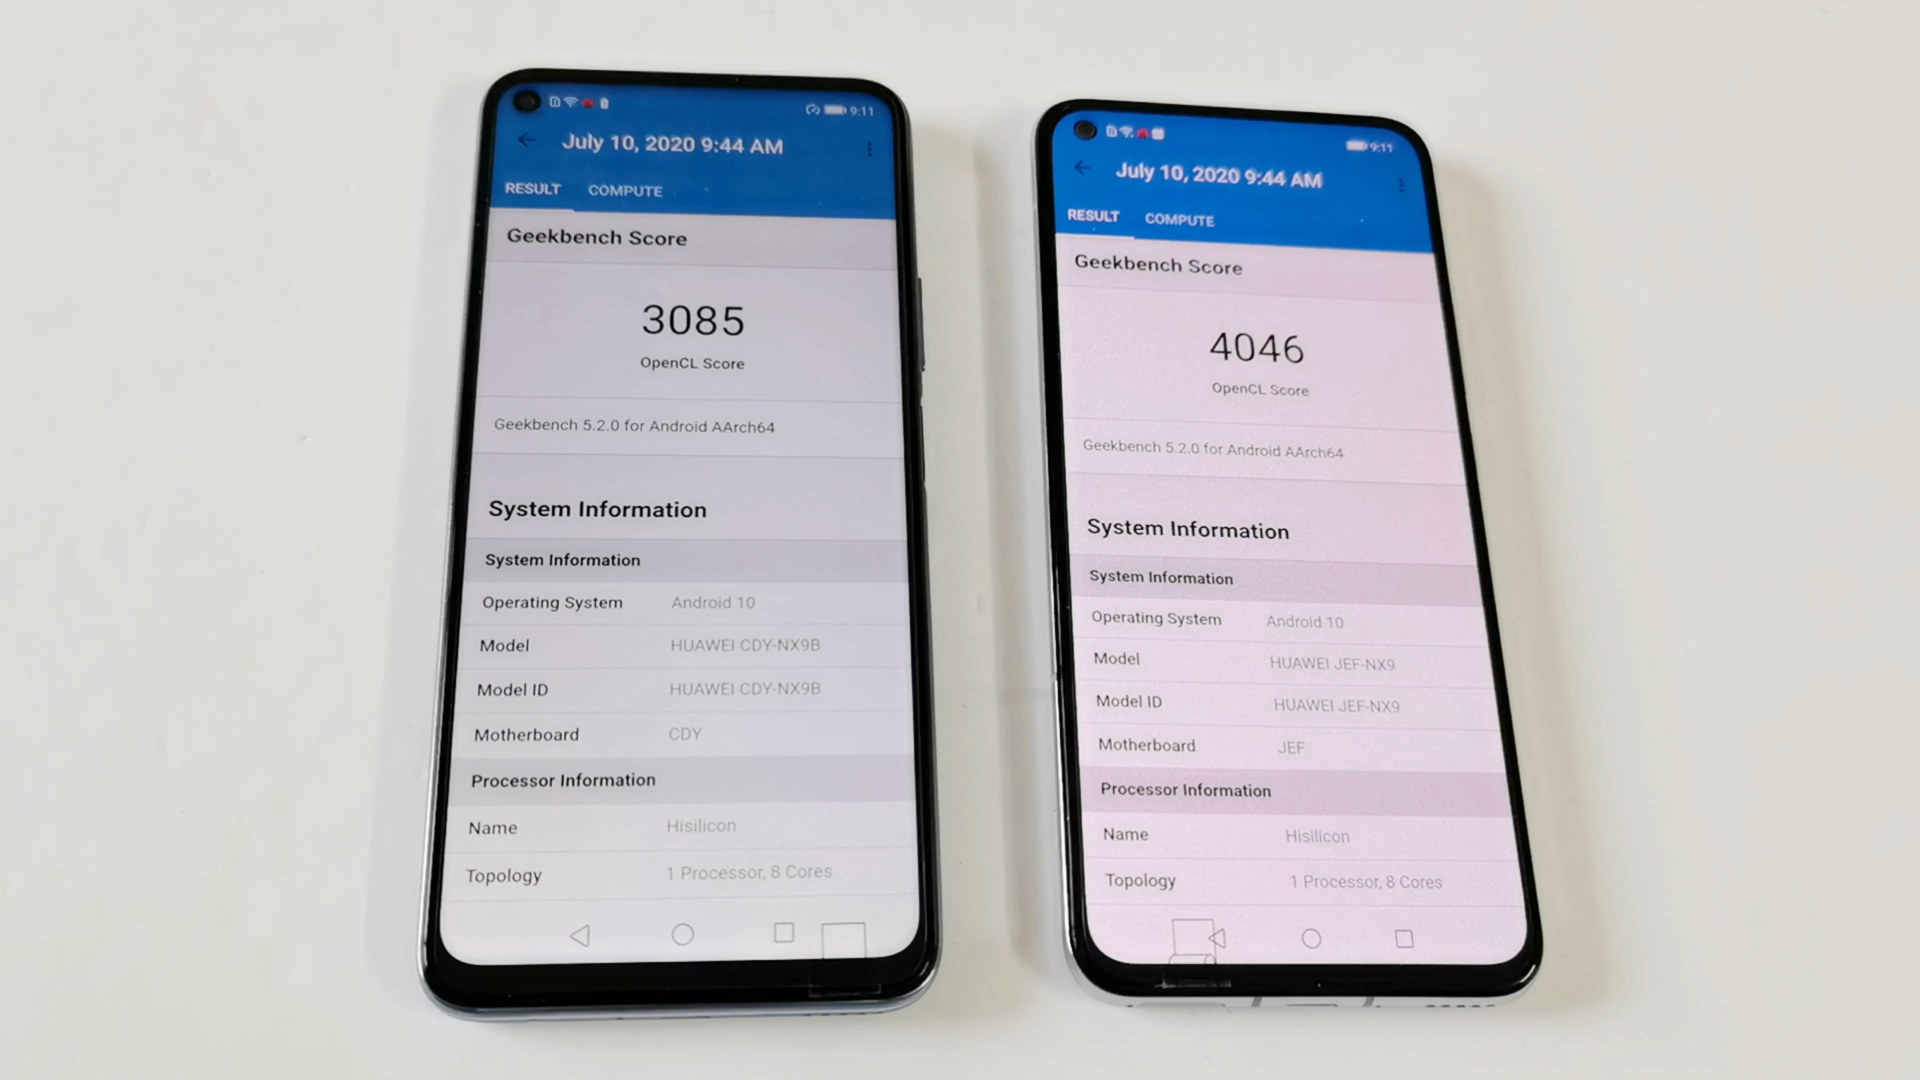 9:11
July 10, 2020 9:44 AM
RESULT COMPUTE
Geekbench Score
3085
OpenCL Score
Geekbench 5.2.0 for Android AArch64
System Information
System Information
Operating System Android 10
Model HUAWEI CDY-NX9B
Model ID HUAWEI CDY-NX9B
Motherboard CDY
Processor Information
Name Hisilicon
Topology 1 Processor, 8 Cores
9:11
July 10, 2020 9:44 AM
RESULT COMPUTE
Geekbench Score
4046
OpenCL Score
Geekbench 5.2.0 for Android AArch64
System Information
System Information
Operating System Android 10
Model HUAWEI JEF-NX9
Model ID HUAWEI JEF-NX9
Motherboard JEF
Processor Information
Name Hisilicon
Topology 1 Processor, 8 Cores